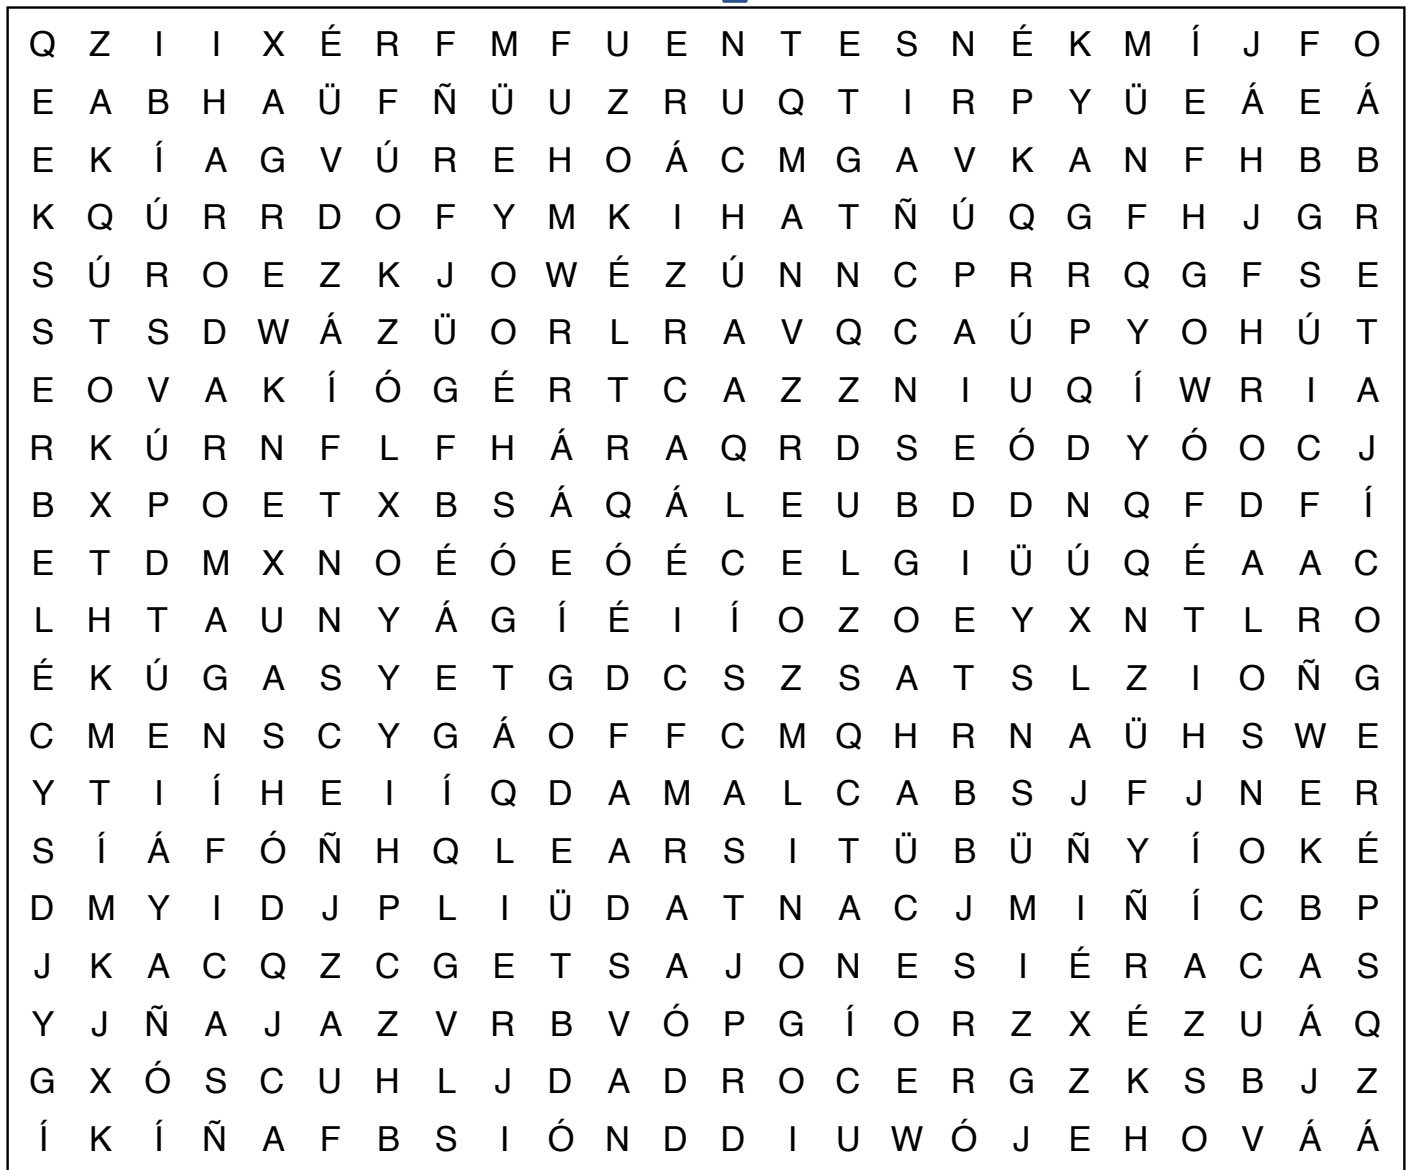 Q Z I I X É R F M F U E N T E S N É K M Í J F O
E A B H A Ü F Ñ Ü U Z R U Q T I R P Y Ü E Á E Á
E K Í A G V Ú R E H O Á C M G A V K A N F H B B
K Q Ú R R D O F Y M K I H A T Ñ Ú Q G F H J G R
S Ú R O E Z K J O W É Z Ú N N C P R R Q G F S E
S T S D W Á Z Ü O R L R A V Q C A Ú P Y O H Ú T
E O V A K Í Ó G É R T C A Z Z N I U Q Í W R I A
R K Ú R N F L F H Á R A Q R D S E Ó D Y Ó O C J
B X P O E T X B S Á Q Á L E U B D D N Q F D F Í
E T D M X N O É Ó E Ó É C E L G I Ü Ú Q É A A C
L H T A U N Y Á G Í É I Í O Z O E Y X N T L R O
É K Ú G A S Y E T G D C S Z S A T S L Z I O Ñ G
C M E N S C Y G Á O F F C M Q H R N A Ü H S W E
Y T I Í H E I Í Q D A M A L C A B S J F J N E R
S Í Á F Ó Ñ H Q L E A R S I T Ü B Ü Ñ Y Í O K É
D M Y I D J P L I Ü D A T N A C J M I Ñ Í C B P
J K A C Q Z C G E T S A J O N E S I É R A C A S
Y J Ñ A J A Z V R B V Ó P G Í O R Z X É Z U Á Q
G X Ó S C U H L J D A D R O C E R G Z K S B J Z
Í K Í Ñ A F B S I Ó N D D I U W Ó J E H O V Á Á